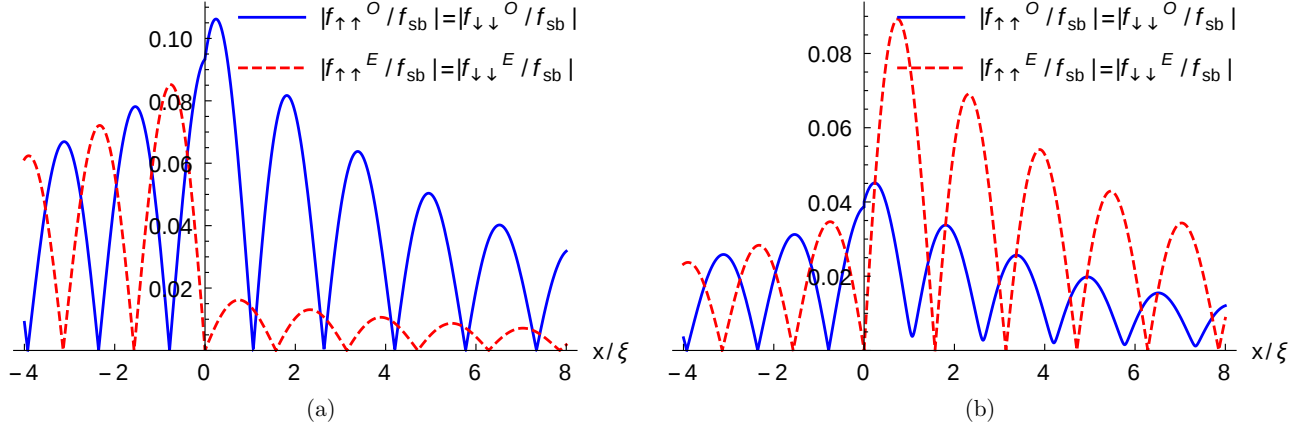 |f↑↑^O / f_sb|=|f↓↓^O / f_sb|
|f↑↑^E / f_sb|=|f↓↓^E / f_sb|
0.10
0.08
0.06
0.04
0.02
−4 −2 0 2 4 6 8
x/ξ
(a)
|f↑↑^O / f_sb|=|f↓↓^O / f_sb|
|f↑↑^E / f_sb|=|f↓↓^E / f_sb|
0.08
0.06
0.04
0.02
−4 −2 0 2 4 6 8
x/ξ
(b)